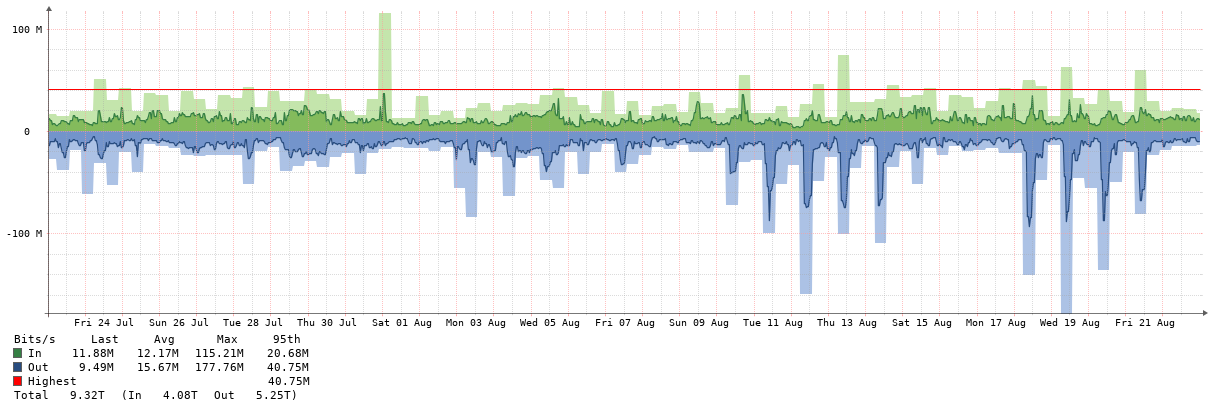 100 M
0
-100 M
Fri 24 Jul Sun 26 Jul Tue 28 Jul Thu 30 Jul Sat 01 Aug Mon 03 Aug Wed 05 Aug Fri 07 Aug Sun 09 Aug Tue 11 Aug Thu 13 Aug Sat 15 Aug Mon 17 Aug Wed 19 Aug Fri 21 Aug
Bits/s Last Avg Max 95th
In 11.88M 12.17M 115.21M 20.68M
Out 9.49M 15.67M 177.76M 40.75M
Highest 40.75M
Total 9.32T (In 4.08T Out 5.25T)